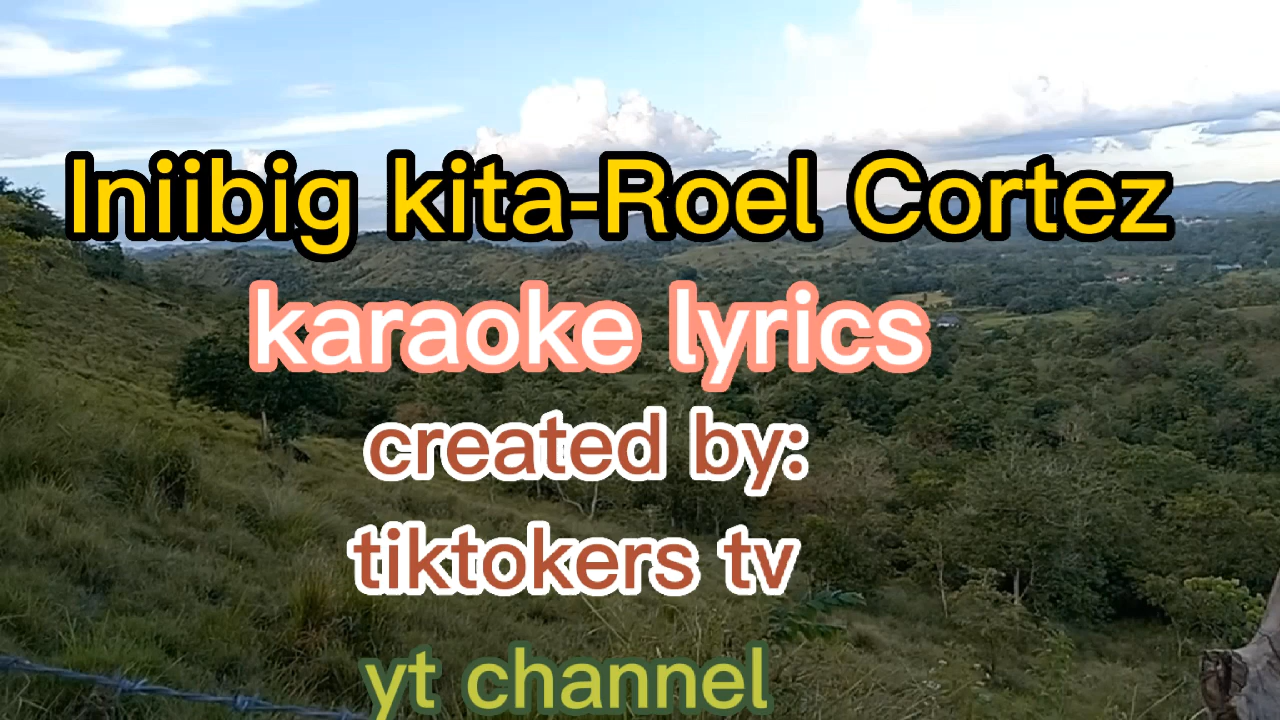 Iniibig kita-Roel Cortez
karaoke lyrics
created by:
tiktokers tv
yt channel